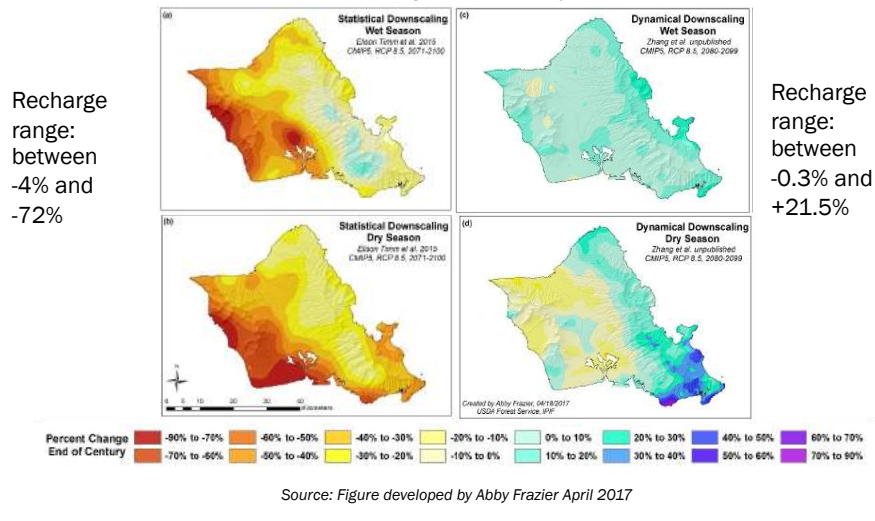 Recharge
range:
between
-4% and
-72%
(a)
Statistical Downscaling
Wet Season
Elison Timm et al. 2015
CMIP5, RCP 8.5, 2071-2100
(c)
Dynamical Downscaling
Wet Season
Zhang et al. unpublished
CMIP5, RCP 8.5, 2080-2099
Recharge
range:
between
-0.3% and
+21.5%
(b)
Statistical Downscaling
Dry Season
Elison Timm et al. 2015
CMIP5, RCP 8.5, 2071-2100
N
0
10
20
40
(d)
Dynamical Downscaling
Dry Season
Zhang et al. unpublished
CMIP5, RCP 8.5, 2080-2099
Created by Abby Frazier, 04/18/2017
USDA Forest Service, IPIF
Percent Change
End of Century
-90% to -70%
-60% to -50%
-40% to -30%
-20% to -10%
0% to 10%
20% to 30%
40% to 50%
60% to 70%
-70% to -60%
-50% to -40%
-30% to -20%
-10% to 0%
10% to 20%
30% to 40%
50% to 60%
70% to 90%
Source: Figure developed by Abby Frazier April 2017